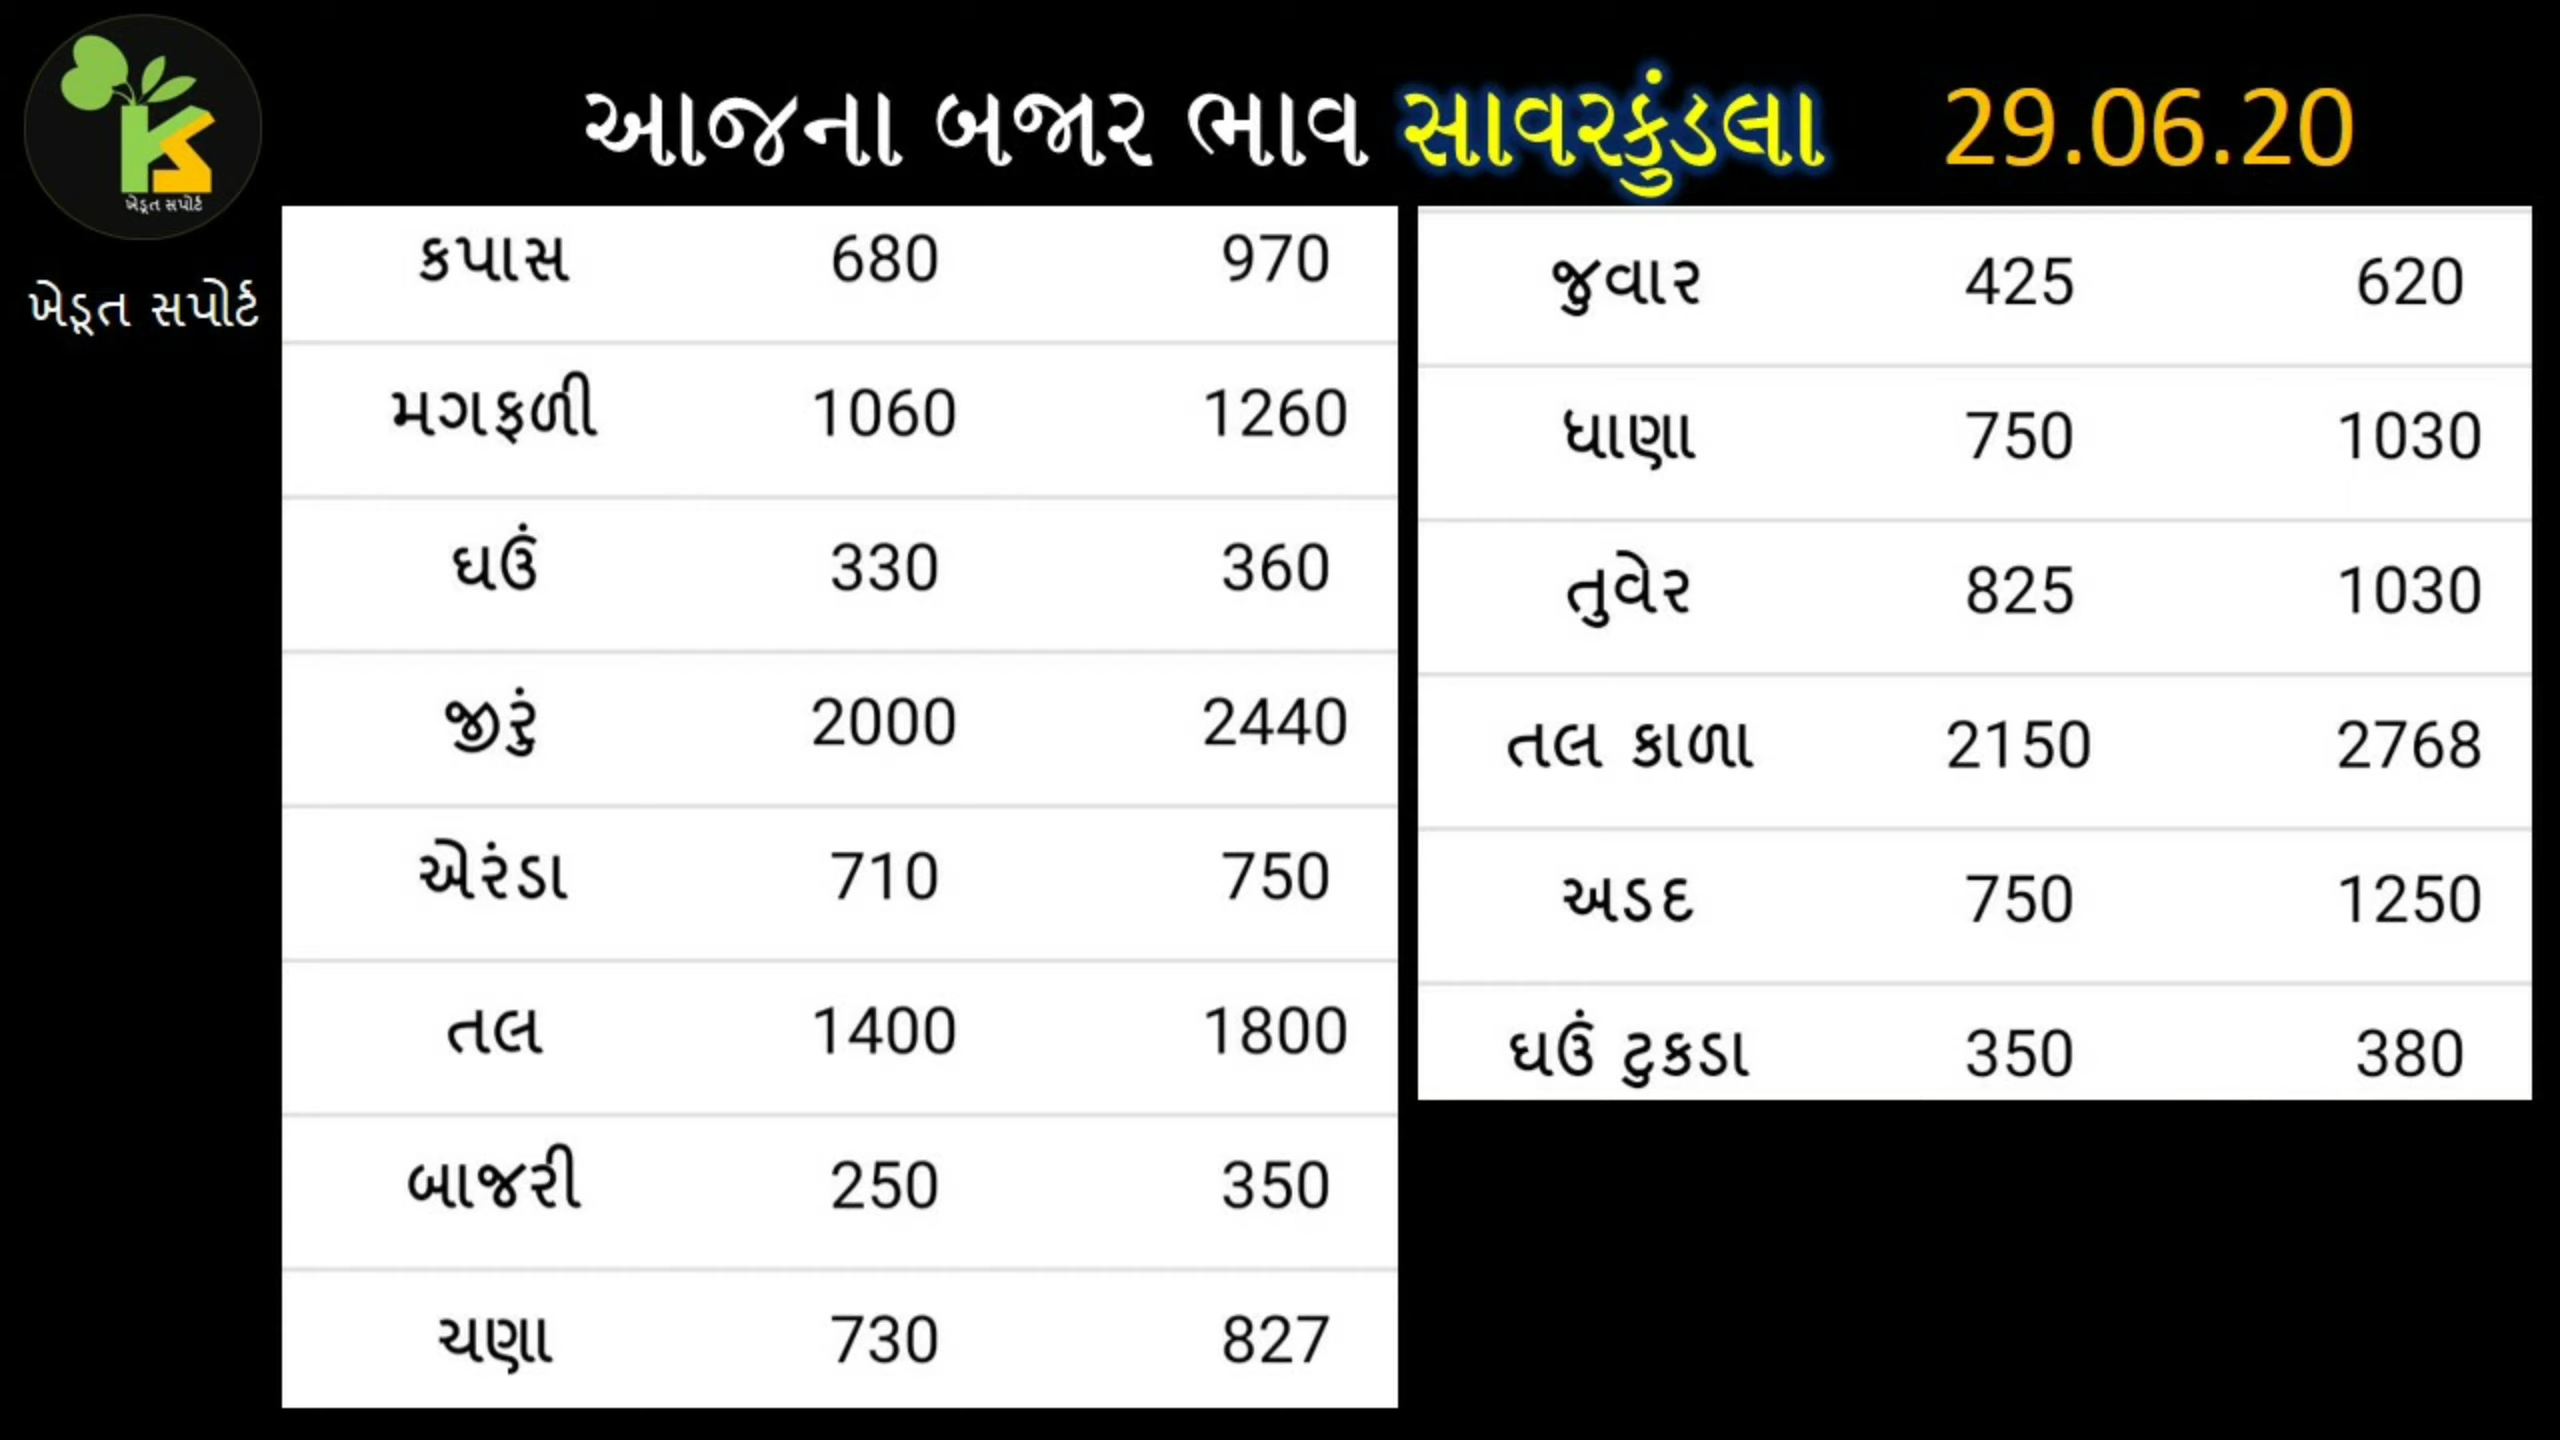 આજના બજાર ભાવ સાવરકુંડલા 29.06.20
ખેડૂત સપોર્ટ
ખેડૂત સપોર્ટ
કપાસ 680 970
મગફળી 1060 1260
ઘઉં 330 360
જીરું 2000 2440
એરંડા 710 750
તલ 1400 1800
બાજરી 250 350
ચણા 730 827
જુવાર 425 620
ધાણા 750 1030
તુવેર 825 1030
તલ કાળા 2150 2768
અડદ 750 1250
ઘઉં ટુકડા 350 380